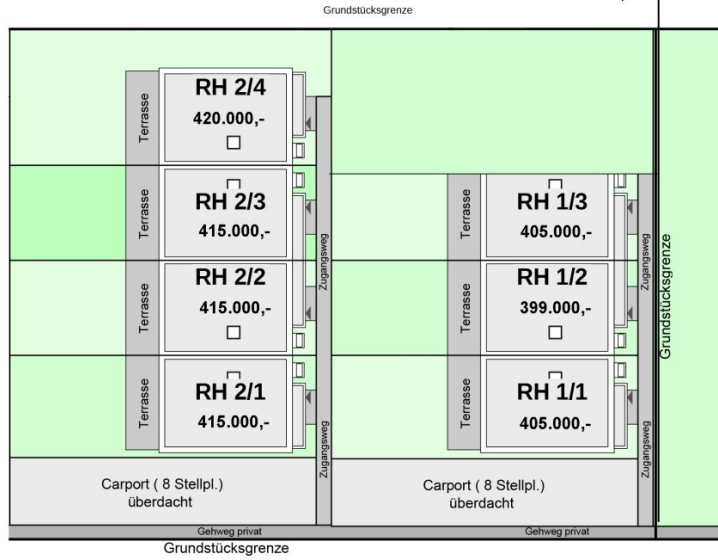 Grundstücksgrenze
RH 2/4
420.000,-
Terrasse
RH 2/3
415.000,-
Terrasse
RH 1/3
405.000,-
Terrasse
Zugangsweg
Zugangsweg
Grundstücksgrenze
RH 2/2
415.000,-
Terrasse
RH 1/2
399.000,-
Terrasse
RH 2/1
415.000,-
Terrasse
RH 1/1
405.000,-
Terrasse
Zugangsweg
Zugangsweg
Carport ( 8 Stellpl.)
überdacht
Carport ( 8 Stellpl.)
überdacht
Gehweg privat
Gehweg privat
Grundstücksgrenze